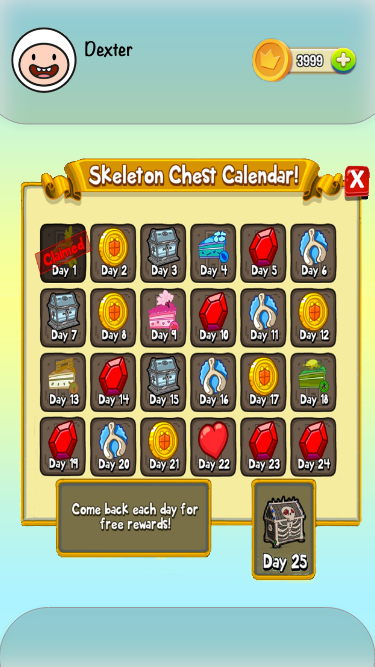 Dexter
3999
Skeleton Chest Calendar!
X
Claimed
Day 1
Day 2
Day 3
Day 4
Day 5
Day 6
Day 7
Day 8
Day 9
Day 10
Day 11
Day 12
Day 13
Day 14
Day 15
Day 16
Day 17
Day 18
Day 19
Day 20
Day 21
Day 22
Day 23
Day 24
Come back each day for
free rewards!
Day 25